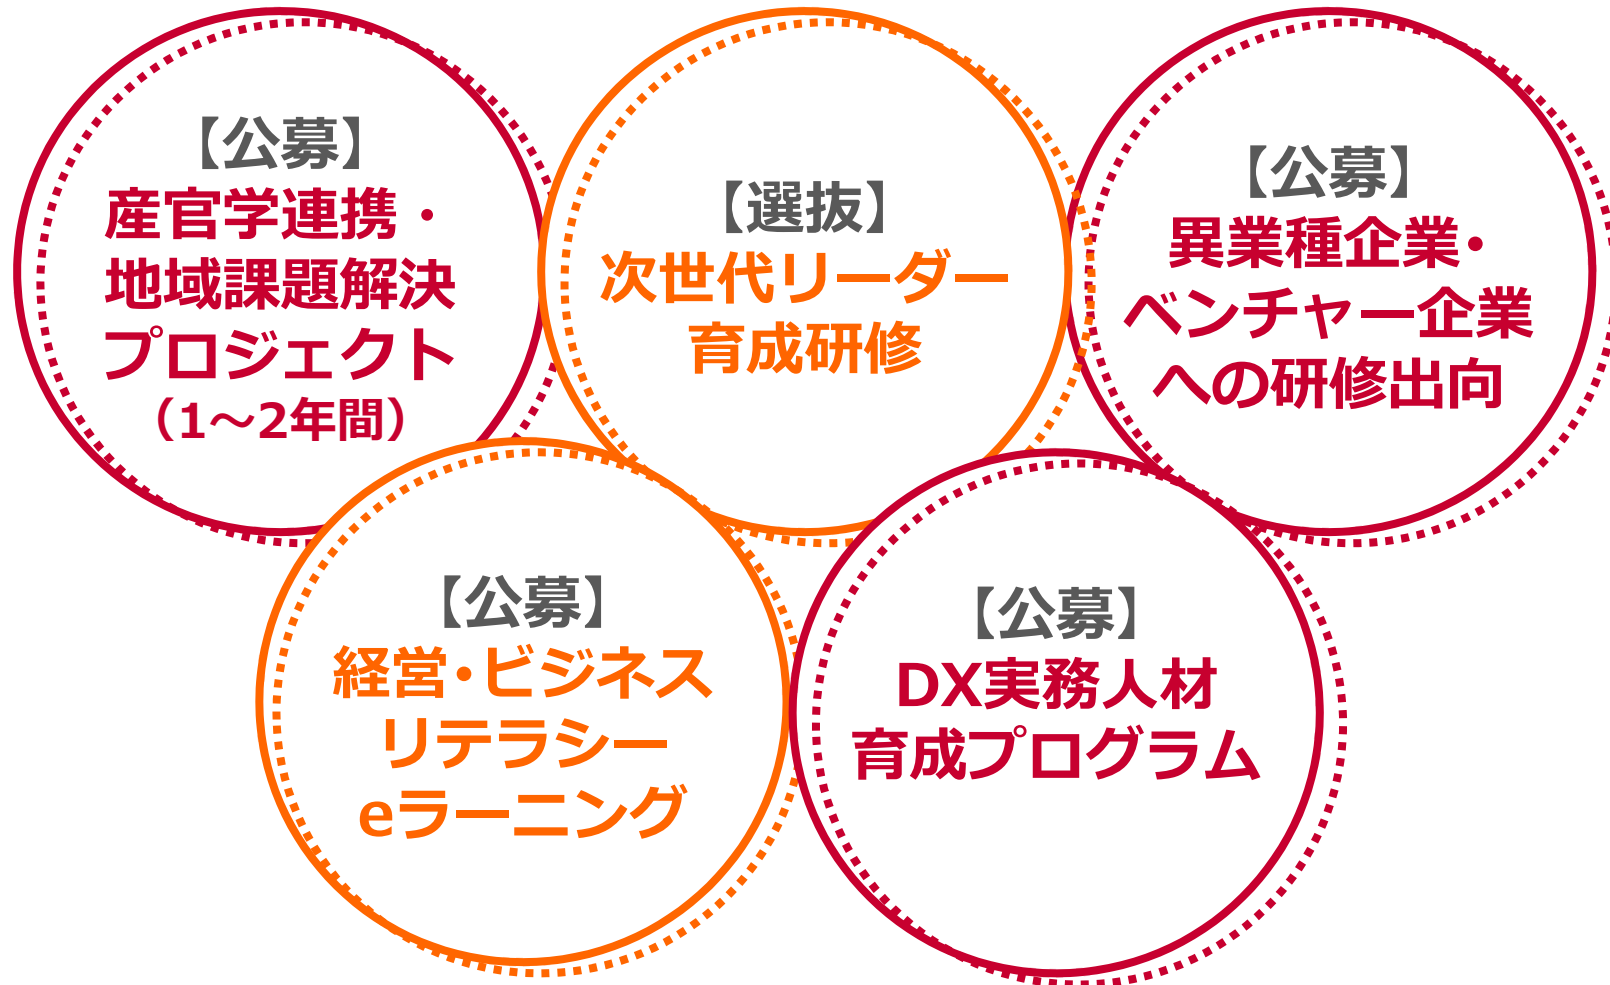 【公募】
産官学連携・
地域課題解決
プロジェクト
（1～2年間）
【選抜】
次世代リーダー
育成研修
【公募】
異業種企業・
ベンチャー企業
への研修出向
【公募】
経営・ビジネス
リテラシー
eラーニング
【公募】
DX実務人材
育成プログラム